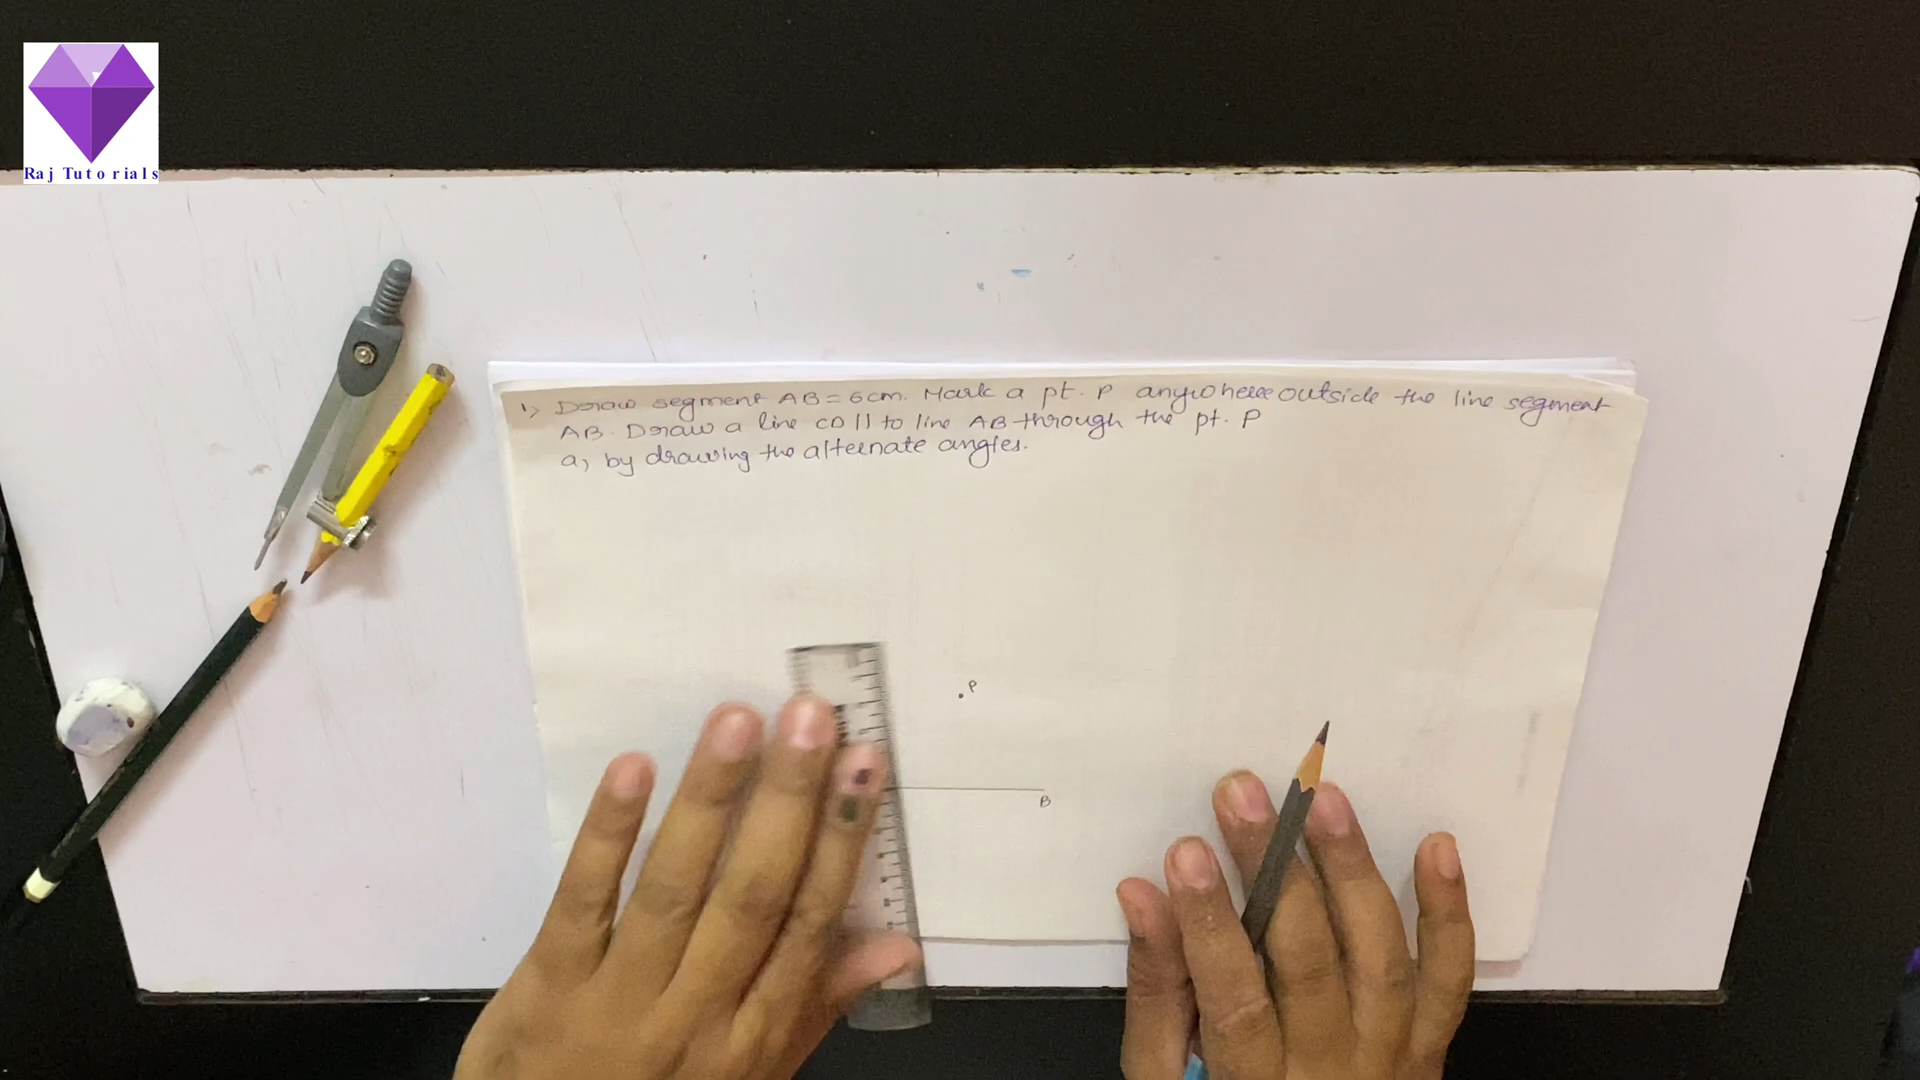 Raj Tutorials
1) Draw segment AB = 6cm. Mark a pt. P anywhere outside the line segment
AB. Draw a line CD || to line AB through the pt. P
a) by drawing the alternate angles.
P
B